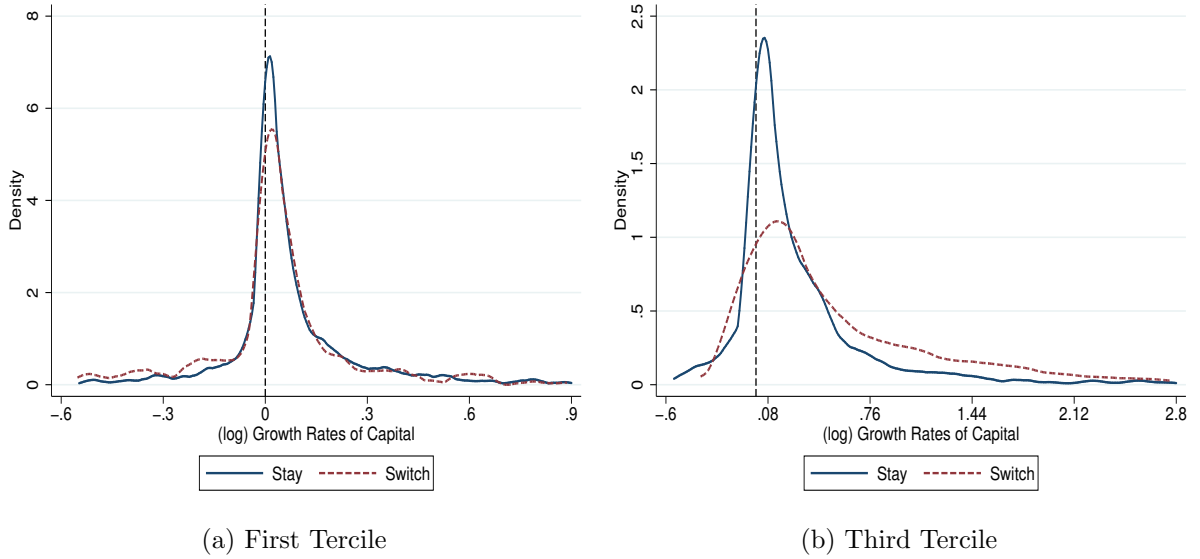 8
6
4
2
0
Density
-.6
-.3
0
.3
.6
.9
(log) Growth Rates of Capital
Stay
Switch
(a) First Tercile
2.5
2
1.5
1
.5
0
Density
-.6
.08
.76
1.44
2.12
2.8
(log) Growth Rates of Capital
Stay
Switch
(b) Third Tercile